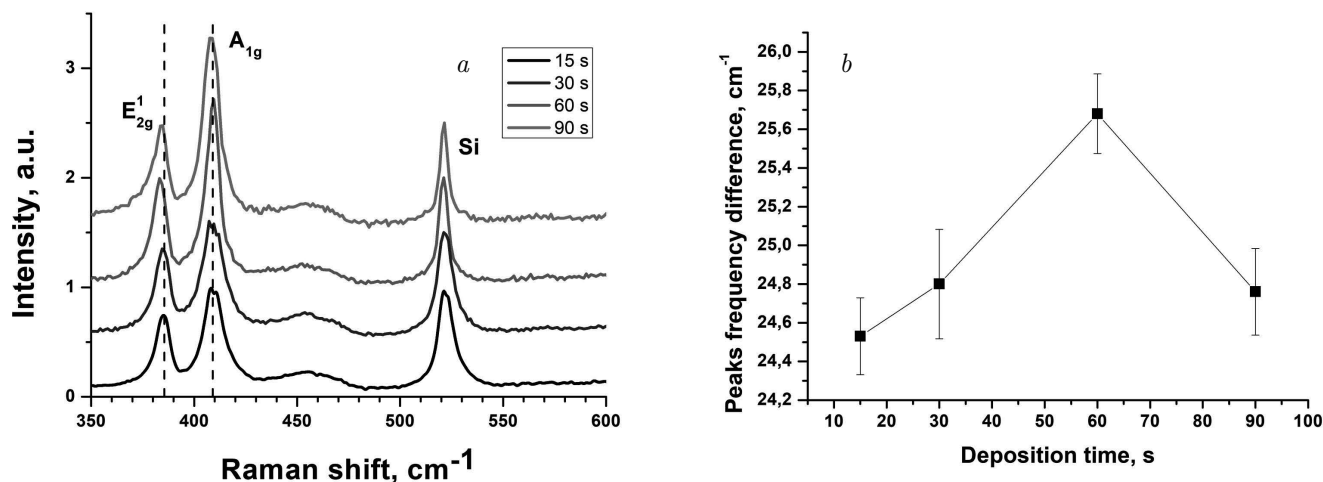 a
15 s
30 s
60 s
90 s
A1g
E12g
Si
3
2
1
0
350 400 450 500 550 600
Intensity, a.u.
Raman shift, cm-1
b
26,0
25,8
25,6
25,4
25,2
25,0
24,8
24,6
24,4
24,2
10 20 30 40 50 60 70 80 90 100
Peaks frequency difference, cm-1
Deposition time, s